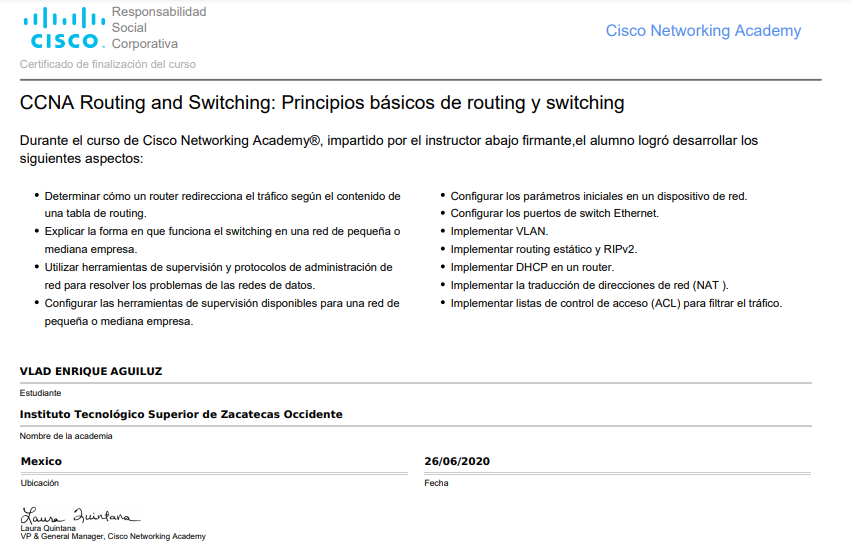 CISCO
Responsabilidad
Social
Corporativa
Cisco Networking Academy
Certificado de finalización del curso
CCNA Routing and Switching: Principios básicos de routing y switching
Durante el curso de Cisco Networking Academy®, impartido por el instructor abajo firmante,el alumno logró desarrollar los
siguientes aspectos:
• Determinar cómo un router redirecciona el tráfico según el contenido de
una tabla de routing.
• Explicar la forma en que funciona el switching en una red de pequeña o
mediana empresa.
• Utilizar herramientas de supervisión y protocolos de administración de
red para resolver los problemas de las redes de datos.
• Configurar las herramientas de supervisión disponibles para una red de
pequeña o mediana empresa.
• Configurar los parámetros iniciales en un dispositivo de red.
• Configurar los puertos de switch Ethernet.
• Implementar VLAN.
• Implementar routing estático y RIPv2.
• Implementar DHCP en un router.
• Implementar la traducción de direcciones de red (NAT ).
• Implementar listas de control de acceso (ACL) para filtrar el tráfico.
VLAD ENRIQUE AGUILUZ
Estudiante
Instituto Tecnológico Superior de Zacatecas Occidente
Nombre de la academia
Mexico
Ubicación
26/06/2020
Fecha
Laura Quintana
Laura Quintana
VP & General Manager, Cisco Networking Academy